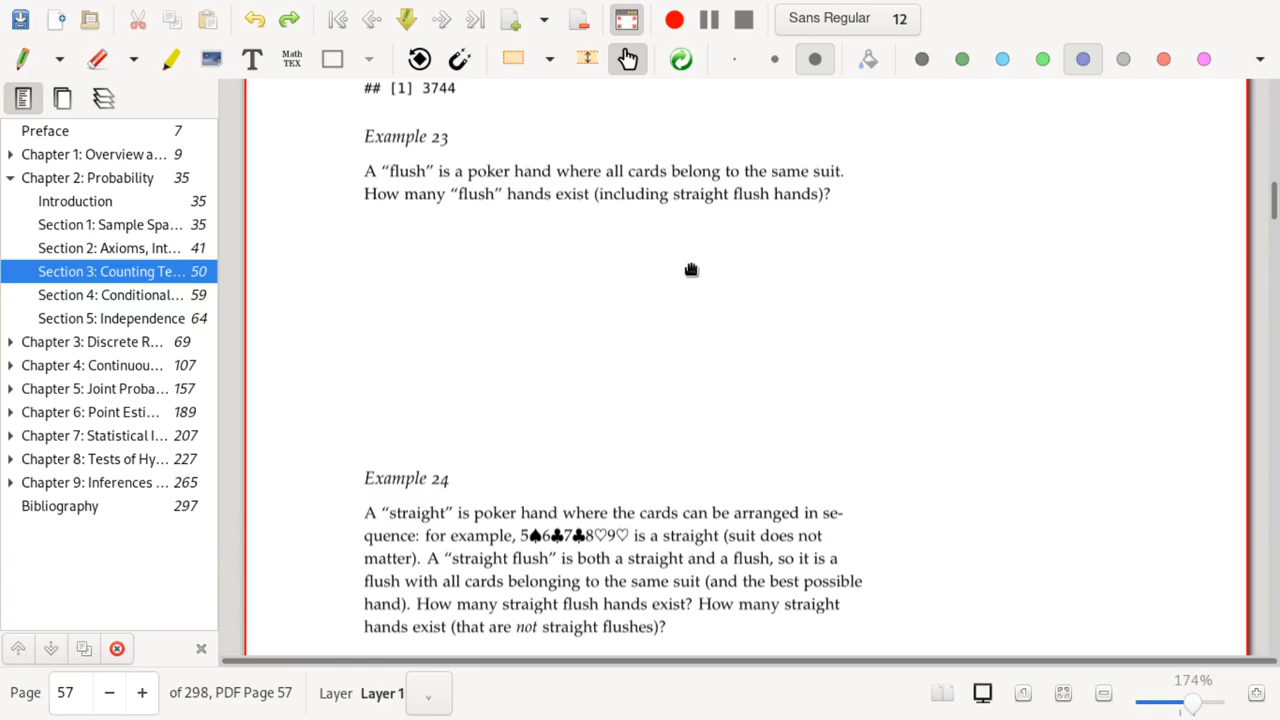 Sans Regular 12
Math
TEX
T
Preface 7
Chapter 1: Overview a... 9
Chapter 2: Probability 35
Introduction 35
Section 1: Sample Spa... 35
Section 2: Axioms, Int... 41
Section 3: Counting Te... 50
Section 4: Conditional... 59
Section 5: Independence 64
Chapter 3: Discrete R... 69
Chapter 4: Continuou... 107
Chapter 5: Joint Proba... 157
Chapter 6: Point Esti... 189
Chapter 7: Statistical I... 207
Chapter 8: Tests of Hy... 227
Chapter 9: Inferences ... 265
Bibliography 297
## [1] 3744
Example 23
A “flush” is a poker hand where all cards belong to the same suit.
How many “flush” hands exist (including straight flush hands)?
Example 24
A “straight” is poker hand where the cards can be arranged in se-
quence: for example, 5♠6♣7♣8♡9♡ is a straight (suit does not
matter). A “straight flush” is both a straight and a flush, so it is a
flush with all cards belonging to the same suit (and the best possible
hand). How many straight flush hands exist? How many straight
hands exist (that are not straight flushes)?
Page 57 of 298, PDF Page 57 Layer Layer 1
174%